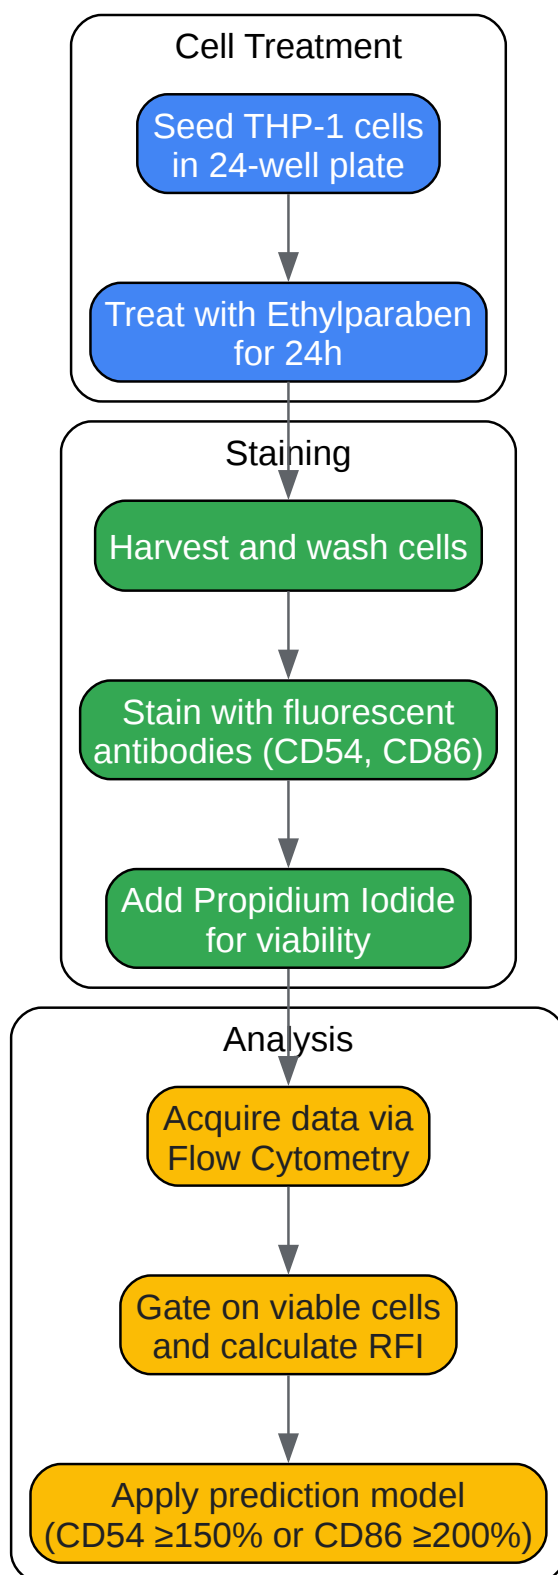 Cell Treatment
Seed THP-1 cells
in 24-well plate
Treat with Ethylparaben
for 24h
Staining
Harvest and wash cells
Stain with fluorescent
antibodies (CD54, CD86)
Add Propidium Iodide
for viability
Analysis
Acquire data via
Flow Cytometry
Gate on viable cells
and calculate RFI
Apply prediction model
(CD54 ≥150% or CD86 ≥200%)